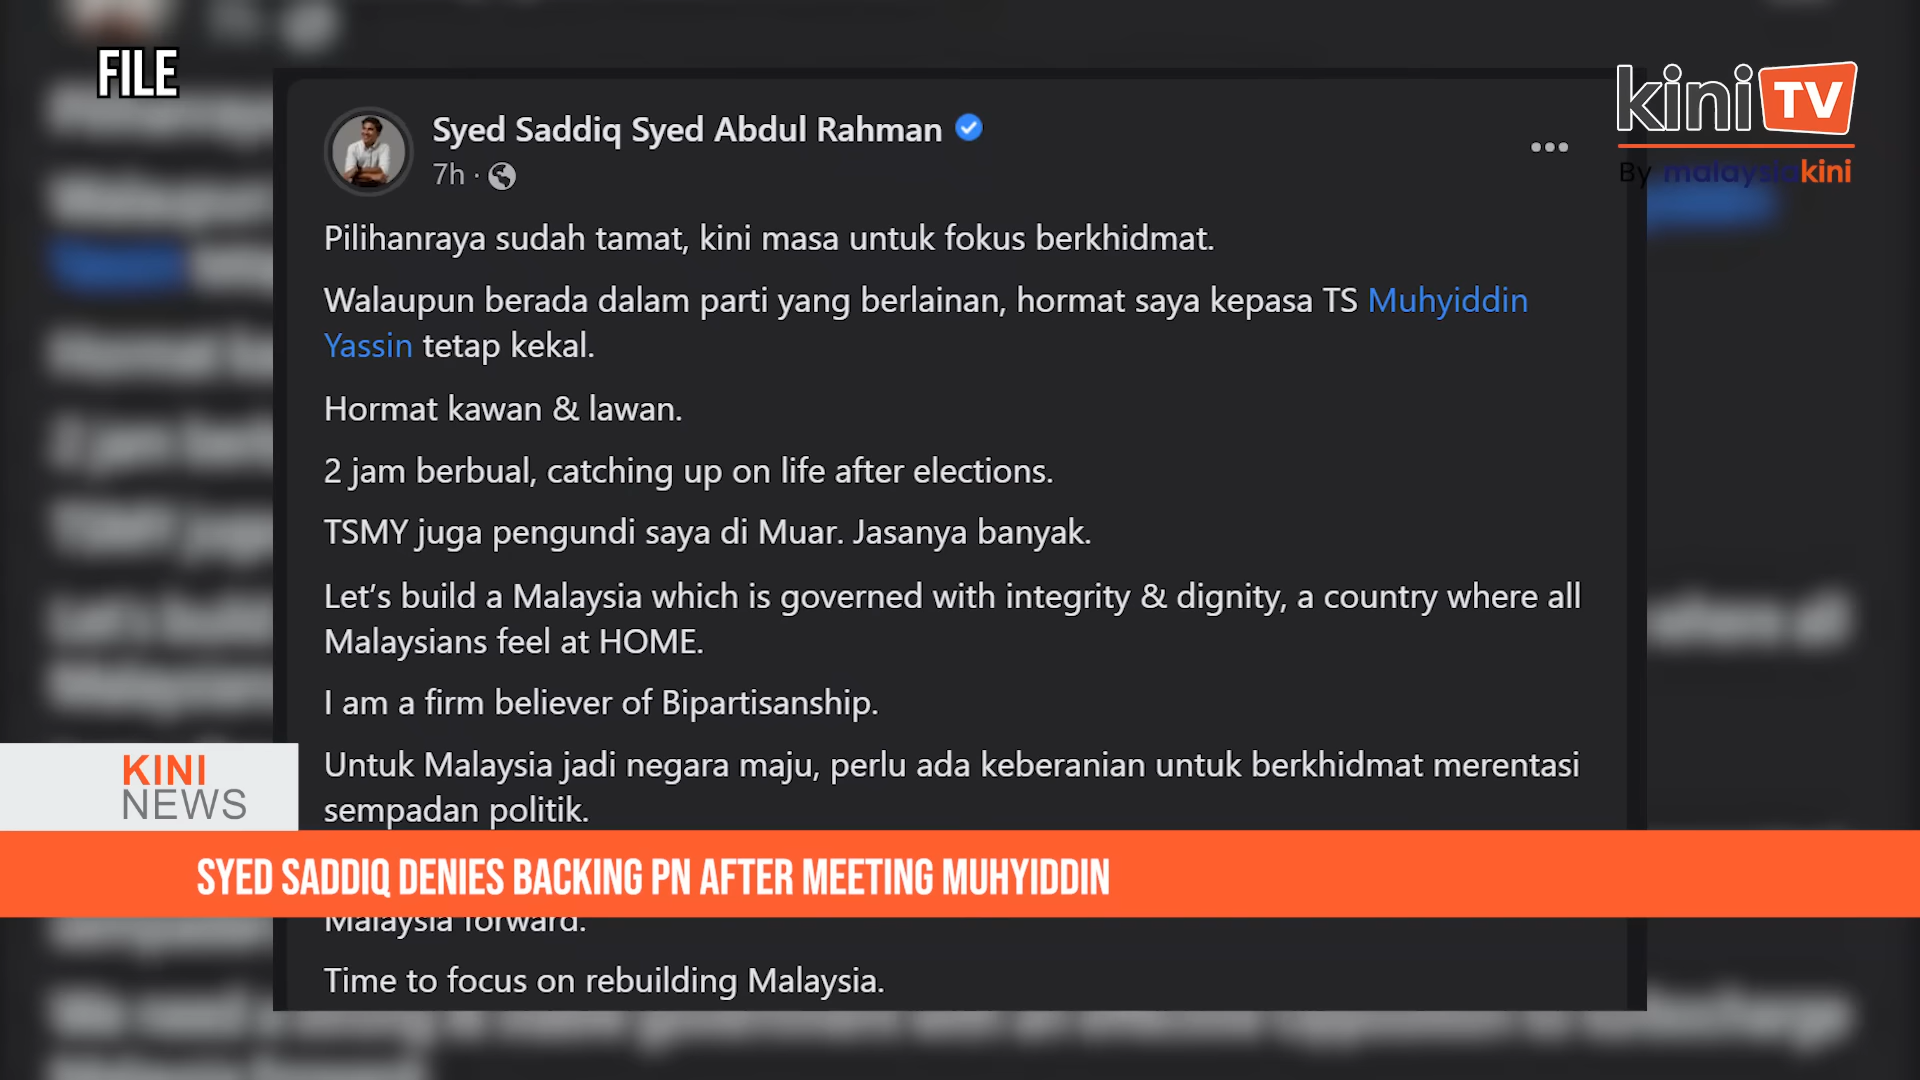 FILE
kini TV
By malaysiakini
Syed Saddiq Syed Abdul Rahman
7h ·
Pilihanraya sudah tamat, kini masa untuk fokus berkhidmat.
Walaupun berada dalam parti yang berlainan, hormat saya kepasa TS Muhyiddin
Yassin tetap kekal.
Hormat kawan & lawan.
2 jam berbual, catching up on life after elections.
TSMY juga pengundi saya di Muar. Jasanya banyak.
Let's build a Malaysia which is governed with integrity & dignity, a country where all
Malaysians feel at HOME.
I am a firm believer of Bipartisanship.
Untuk Malaysia jadi negara maju, perlu ada keberanian untuk berkhidmat merentasi
sempadan politik.
KINI
NEWS
SYED SADDIQ DENIES BACKING PN AFTER MEETING MUHYIDDIN
Malaysia forward.
Time to focus on rebuilding Malaysia.